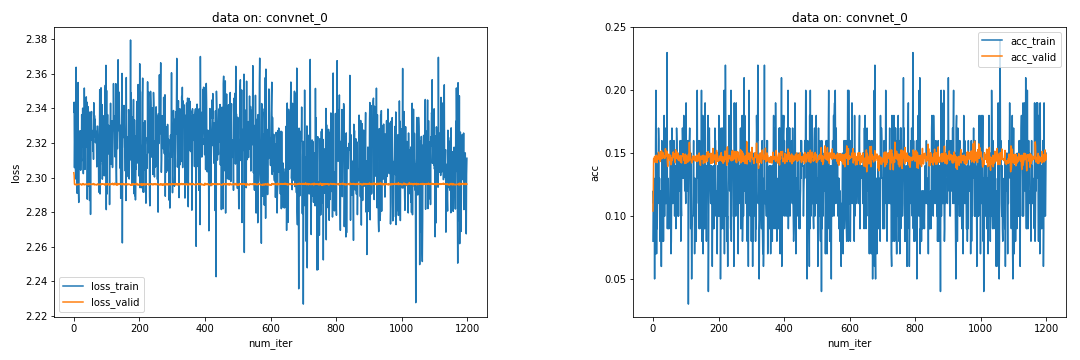 data on: convnet_0
2.38
2.36
2.34
2.32
2.30
2.28
2.26
2.24
2.22
loss
loss_train
loss_valid
0
200
400
600
800
1000
1200
num_iter
data on: convnet_0
0.25
0.20
0.15
0.10
0.05
acc
acc_train
acc_valid
0
200
400
600
800
1000
1200
num_iter